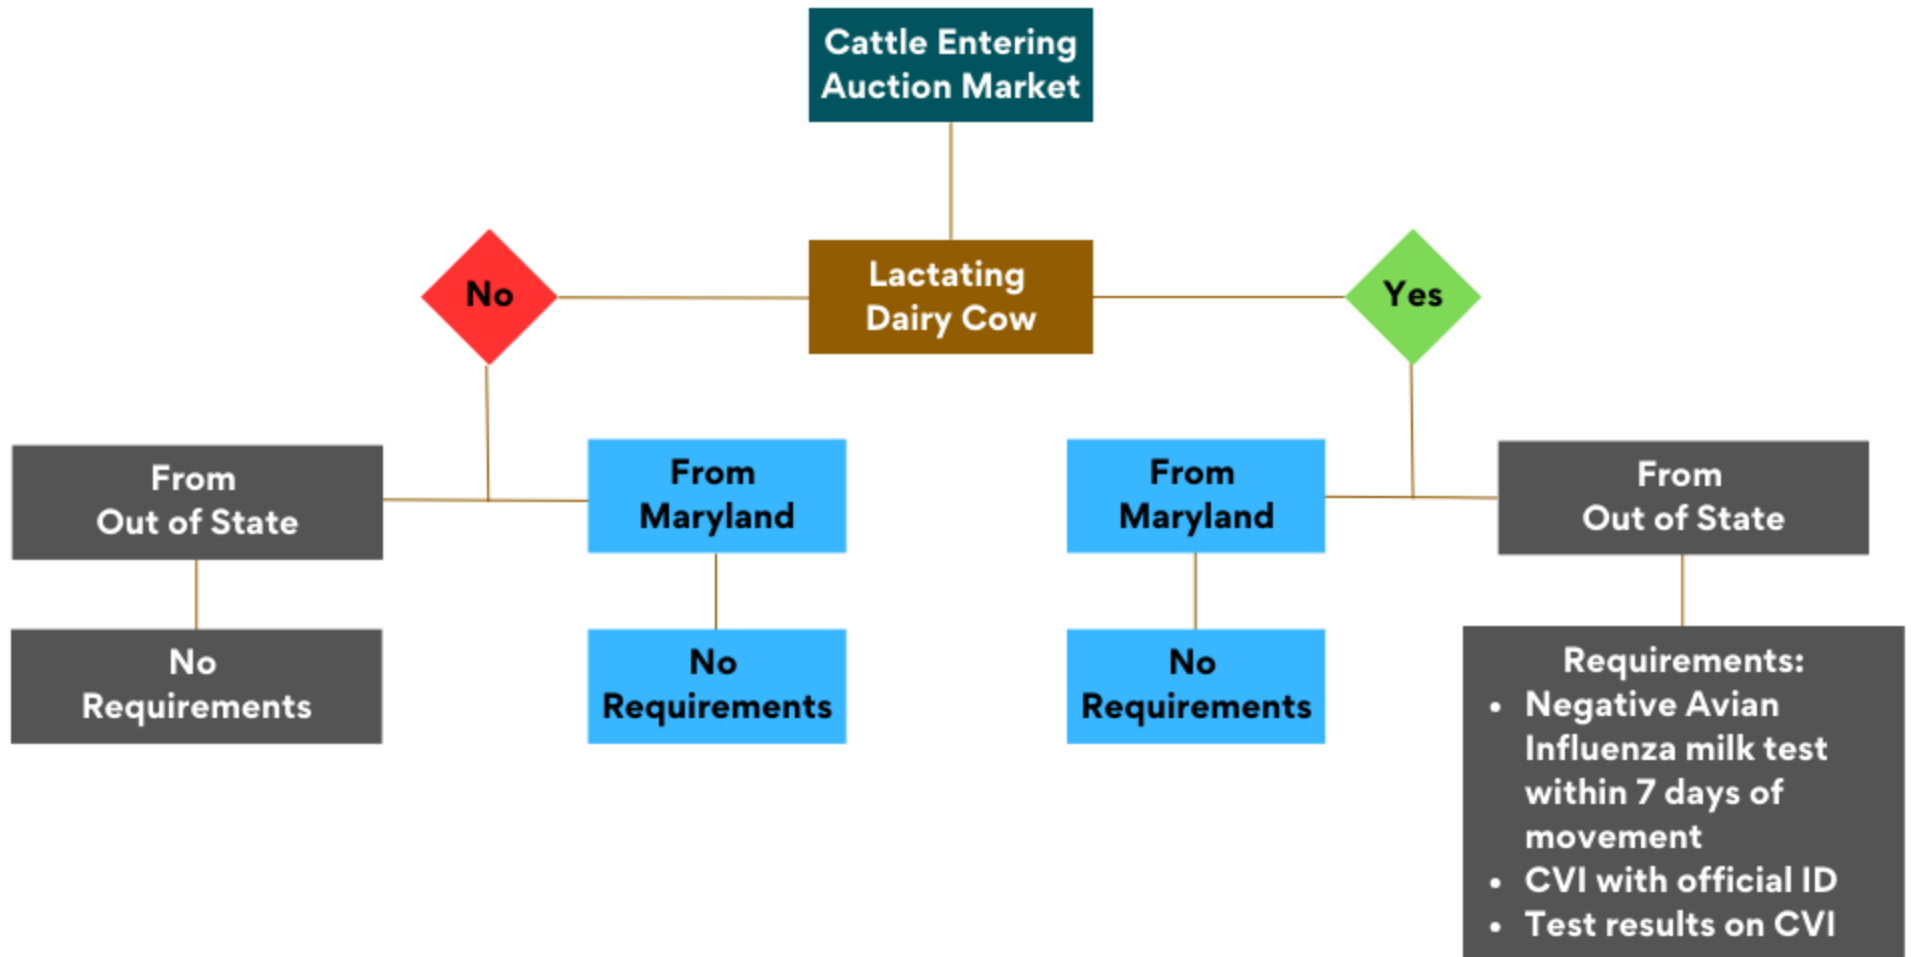 Cattle Entering
Auction Market
Lactating
Dairy Cow
No
Yes
From
Out of State
From
Maryland
From
Maryland
From
Out of State
No
Requirements
No
Requirements
No
Requirements
Requirements:
• Negative Avian
Influenza milk test
within 7 days of
movement
• CVI with official ID
• Test results on CVI